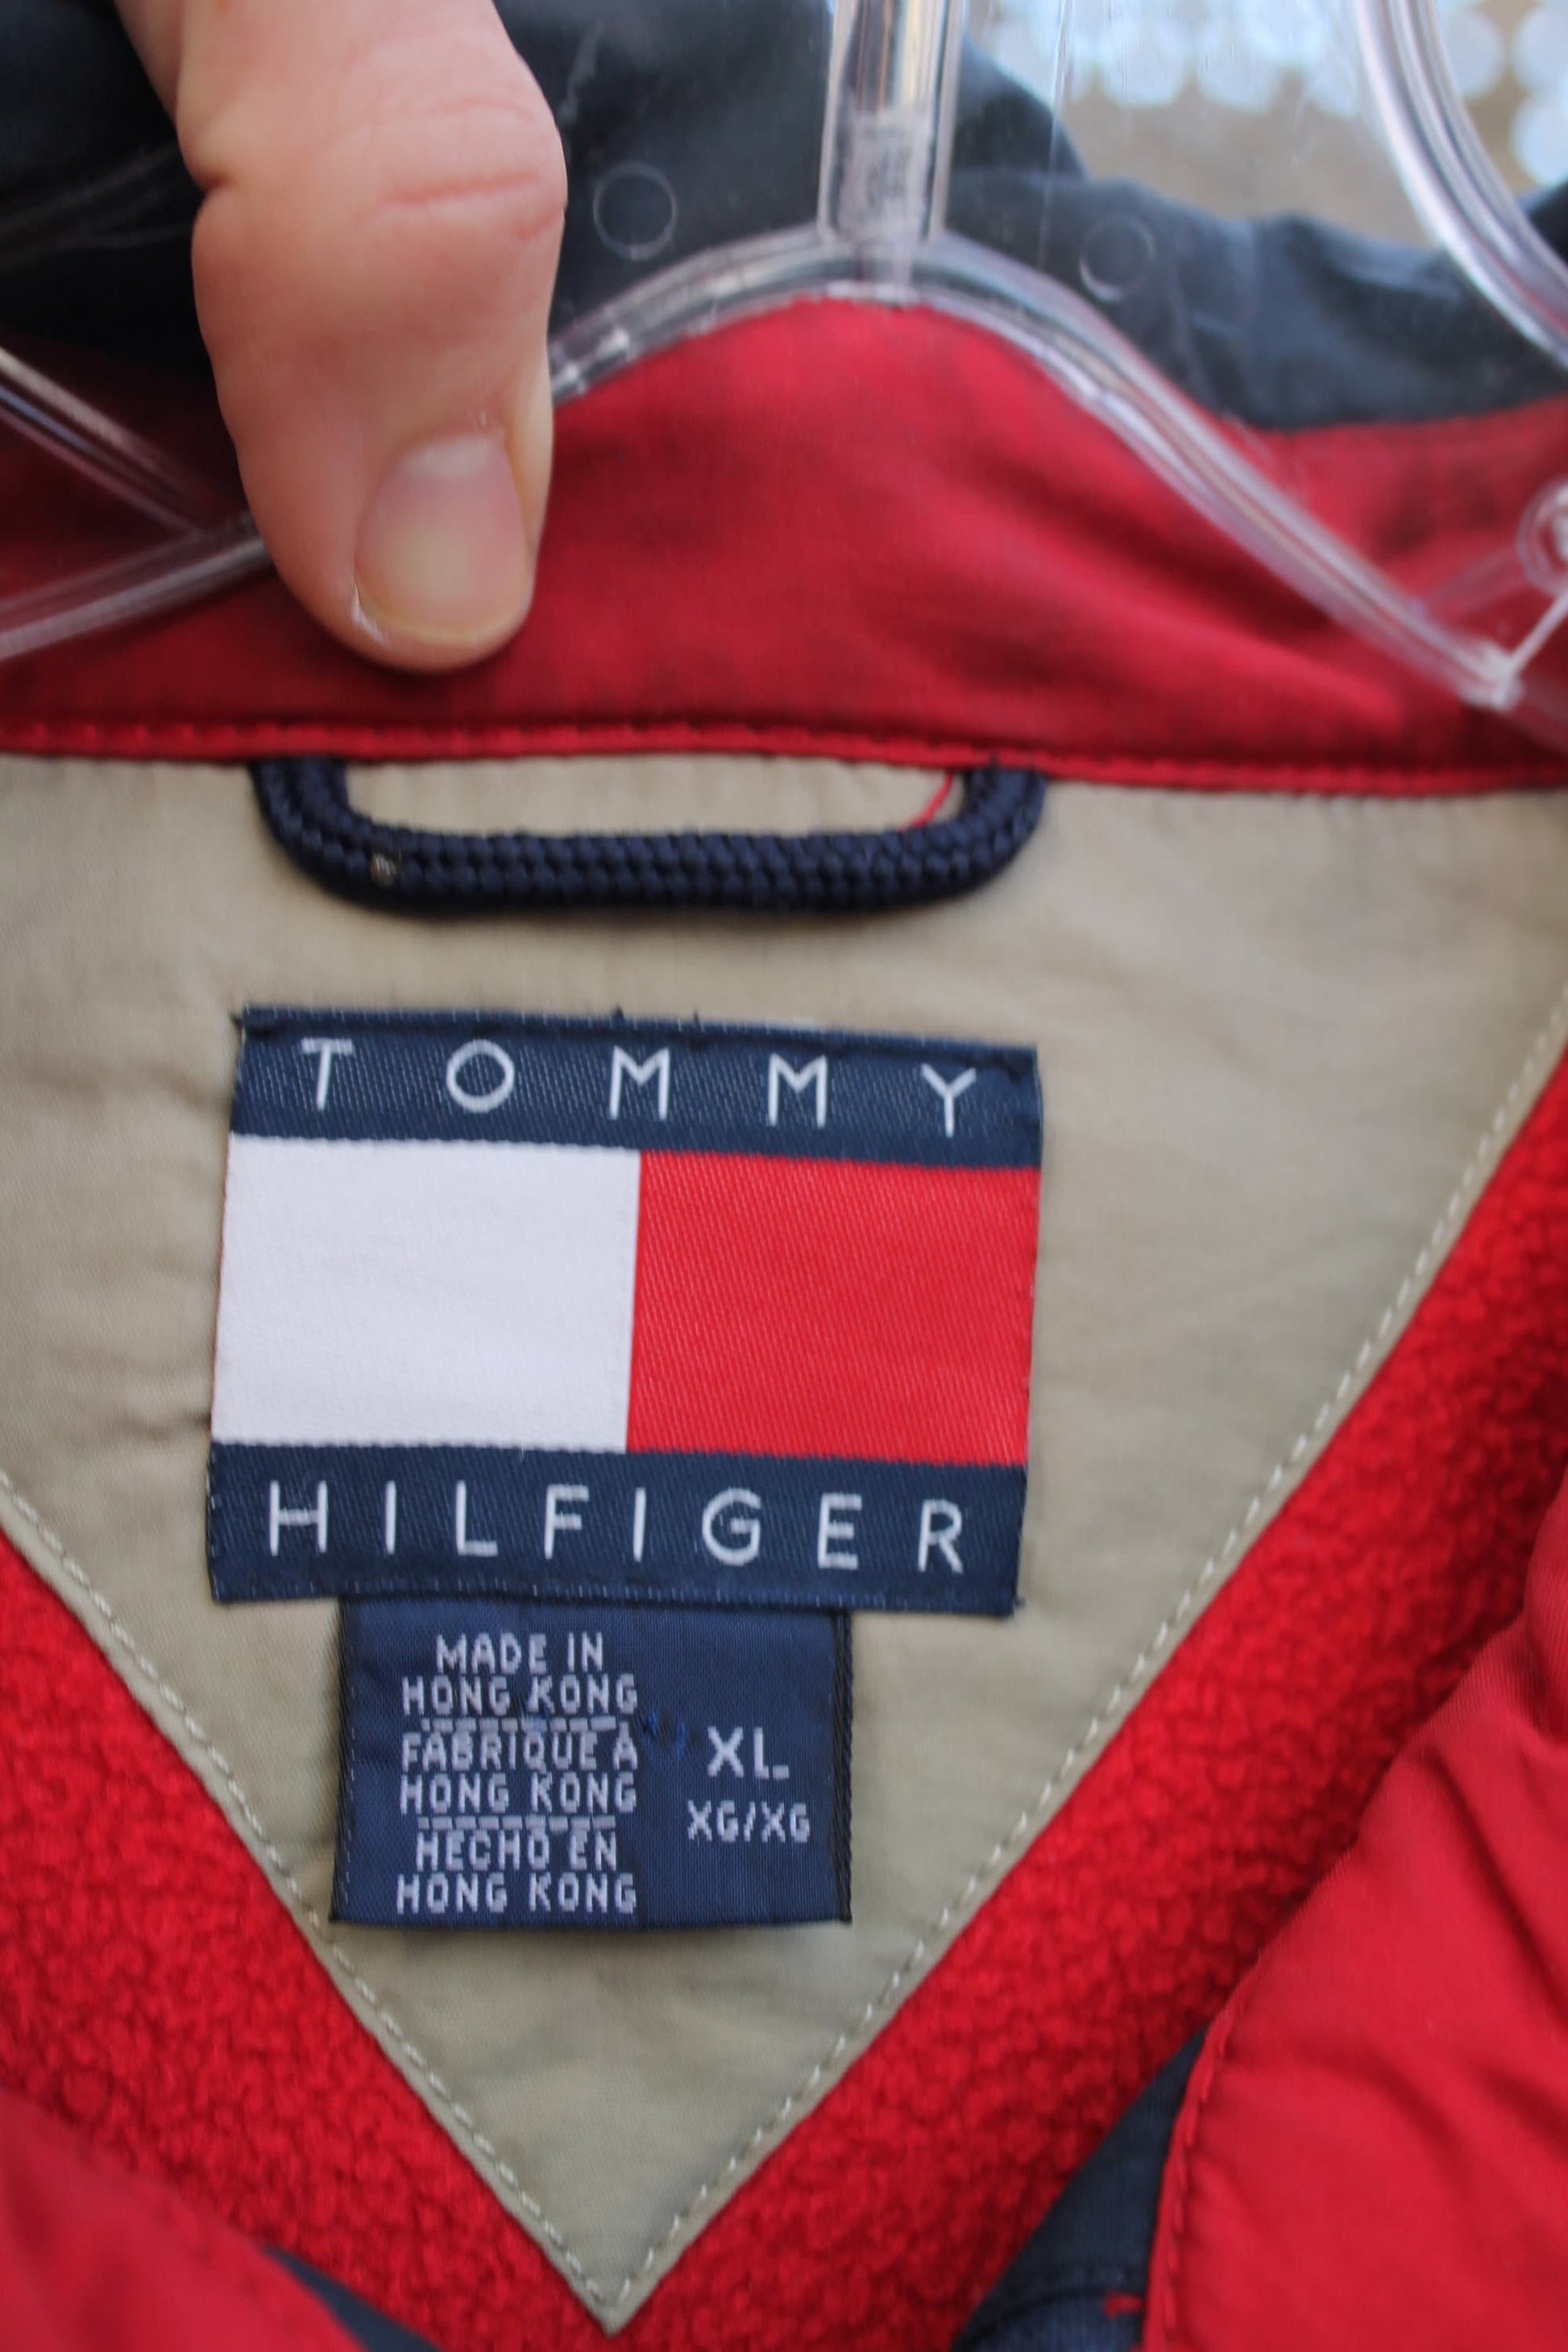 TOMMY
HILFIGER
MADE IN
HONG KONG
FABRIQUE À
HONG KONG
HECHO EN
HONG KONG
XL
XG/XG